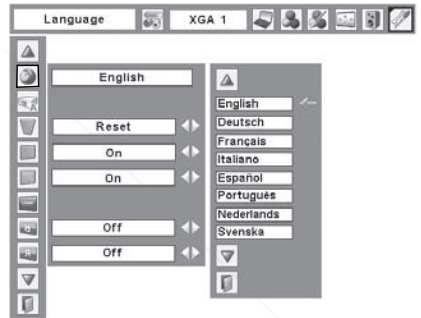 Language XGA 1
English
Reset
On
On
Off
Off
English
Deutsch
Français
Italiano
Español
Português
Nederlands
Svenska